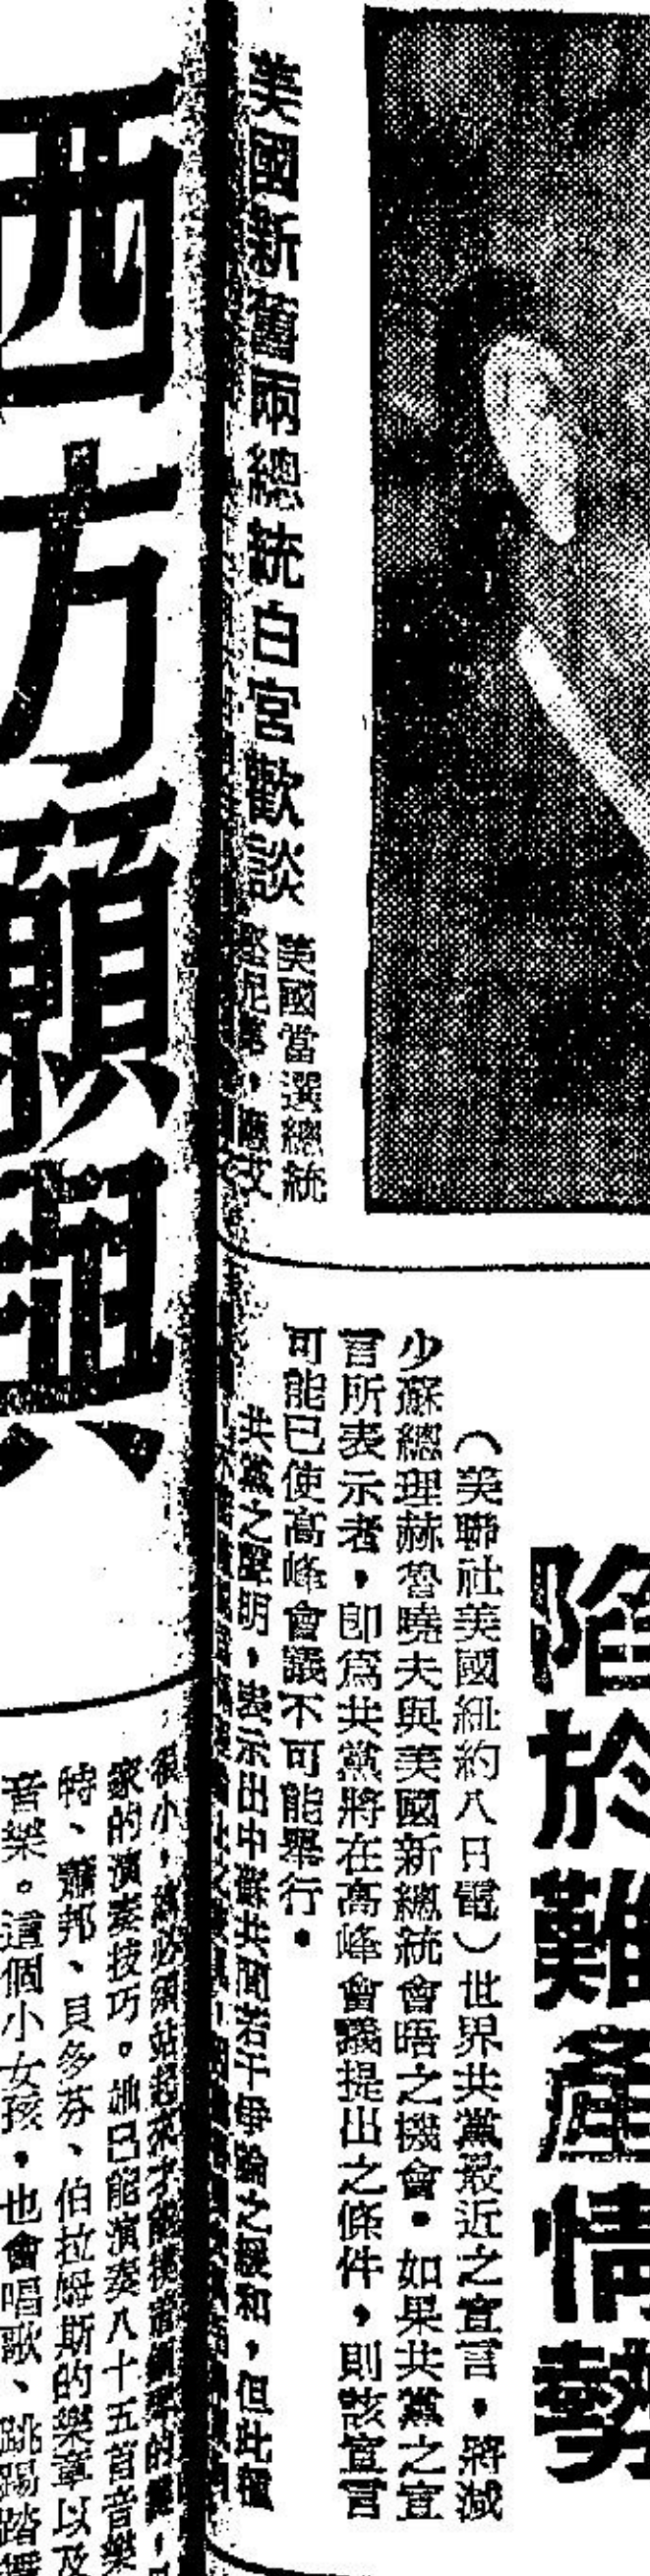 陷於難產情勢
（美聯社美國紐約八日電）世界共黨最近之宣言，將減
少蘇總理赫魯曉夫與美國新總統會晤之機會。如果共黨之宣
言所表示者，即為共黨將在高峰會議提出之條件，則該宣言
可能已使高峰會議不可能舉行。
共黨之聲明，表示出中蘇共間若干爭論之緩和，但此種
美國新舊兩總統白宮歡談
美國當選總統
西方願與
家的演奏技巧。她已能演奏八十五首音樂
特、蕭邦、貝多芬、伯拉姆斯的樂章以及
音樂。這個小女孩，也會唱歌、跳踢踏舞